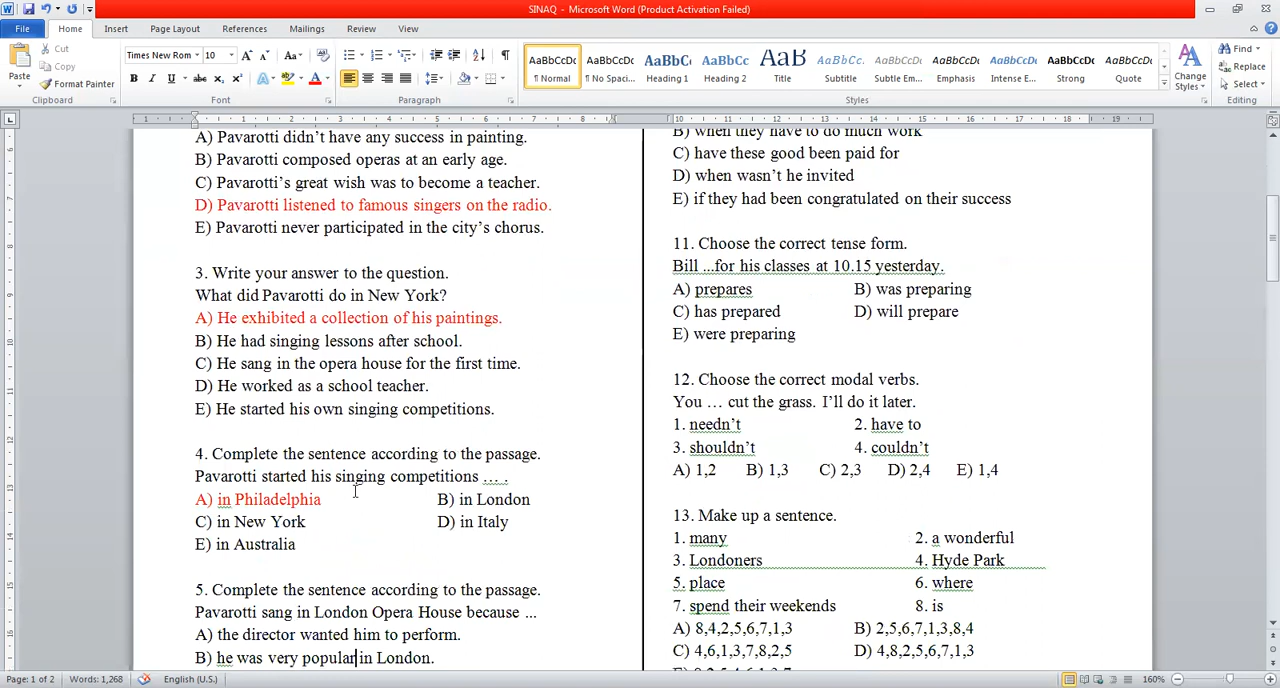 SINAQ - Microsoft Word (Product Activation Failed)
File Home Insert Page Layout References Mailings Review View
Cut
Copy
Format Painter
Paste
Clipboard
Times New Rom 10
Font
Paragraph
AaBbCcDc AaBbCcDc AaBbC AaBbCc AaB AaBbCc. AaBbCcDc AaBbCcDc AaBbCcDc AaBbCcDc AaBbCcDc
¶ Normal ¶ No Spaci... Heading 1 Heading 2 Title Subtitle Subtle Em... Emphasis Intense E... Strong Quote
Styles
Change Styles
Find
Replace
Select
Editing
A) Pavarotti didn't have any success in painting.
B) Pavarotti composed operas at an early age.
C) Pavarotti's great wish was to become a teacher.
D) Pavarotti listened to famous singers on the radio.
E) Pavarotti never participated in the city's chorus.
3. Write your answer to the question.
What did Pavarotti do in New York?
A) He exhibited a collection of his paintings.
B) He had singing lessons after school.
C) He sang in the opera house for the first time.
D) He worked as a school teacher.
E) He started his own singing competitions.
4. Complete the sentence according to the passage.
Pavarotti started his singing competitions … .
A) in Philadelphia B) in London
C) in New York D) in Italy
E) in Australia
5. Complete the sentence according to the passage.
Pavarotti sang in London Opera House because ...
A) the director wanted him to perform.
B) he was very popular in London.
B) when they have to do much work
C) have these good been paid for
D) when wasn't he invited
E) if they had been congratulated on their success
11. Choose the correct tense form.
Bill ...for his classes at 10.15 yesterday.
A) prepares B) was preparing
C) has prepared D) will prepare
E) were preparing
12. Choose the correct modal verbs.
You … cut the grass. I'll do it later.
1. needn't 2. have to
3. shouldn't 4. couldn't
A) 1,2 B) 1,3 C) 2,3 D) 2,4 E) 1,4
13. Make up a sentence.
1. many 2. a wonderful
3. Londoners 4. Hyde Park
5. place 6. where
7. spend their weekends 8. is
A) 8,4,2,5,6,7,1,3 B) 2,5,6,7,1,3,8,4
C) 4,6,1,3,7,8,2,5 D) 4,8,2,5,6,7,1,3
Page: 1 of 2 Words: 1,268 English (U.S.) 160%